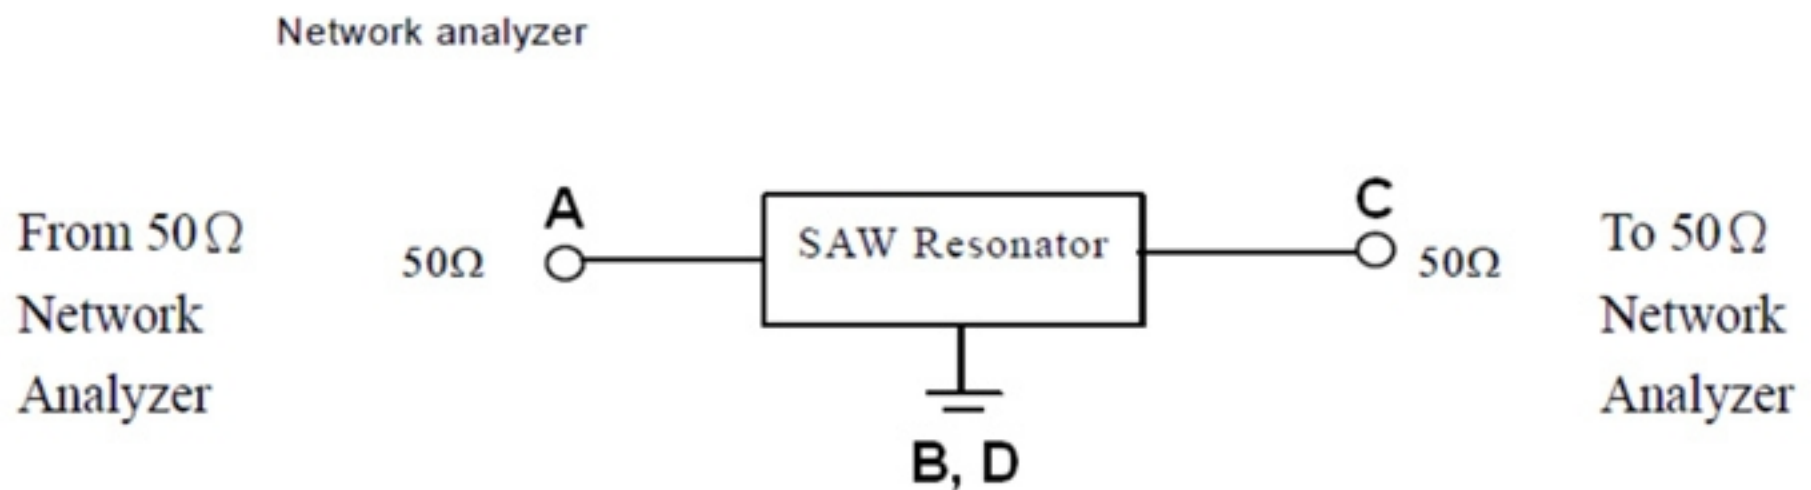 Network analyzer
From 50Ω
Network
Analyzer
50Ω
A
SAW Resonator
B, D
C
50Ω
To 50Ω
Network
Analyzer